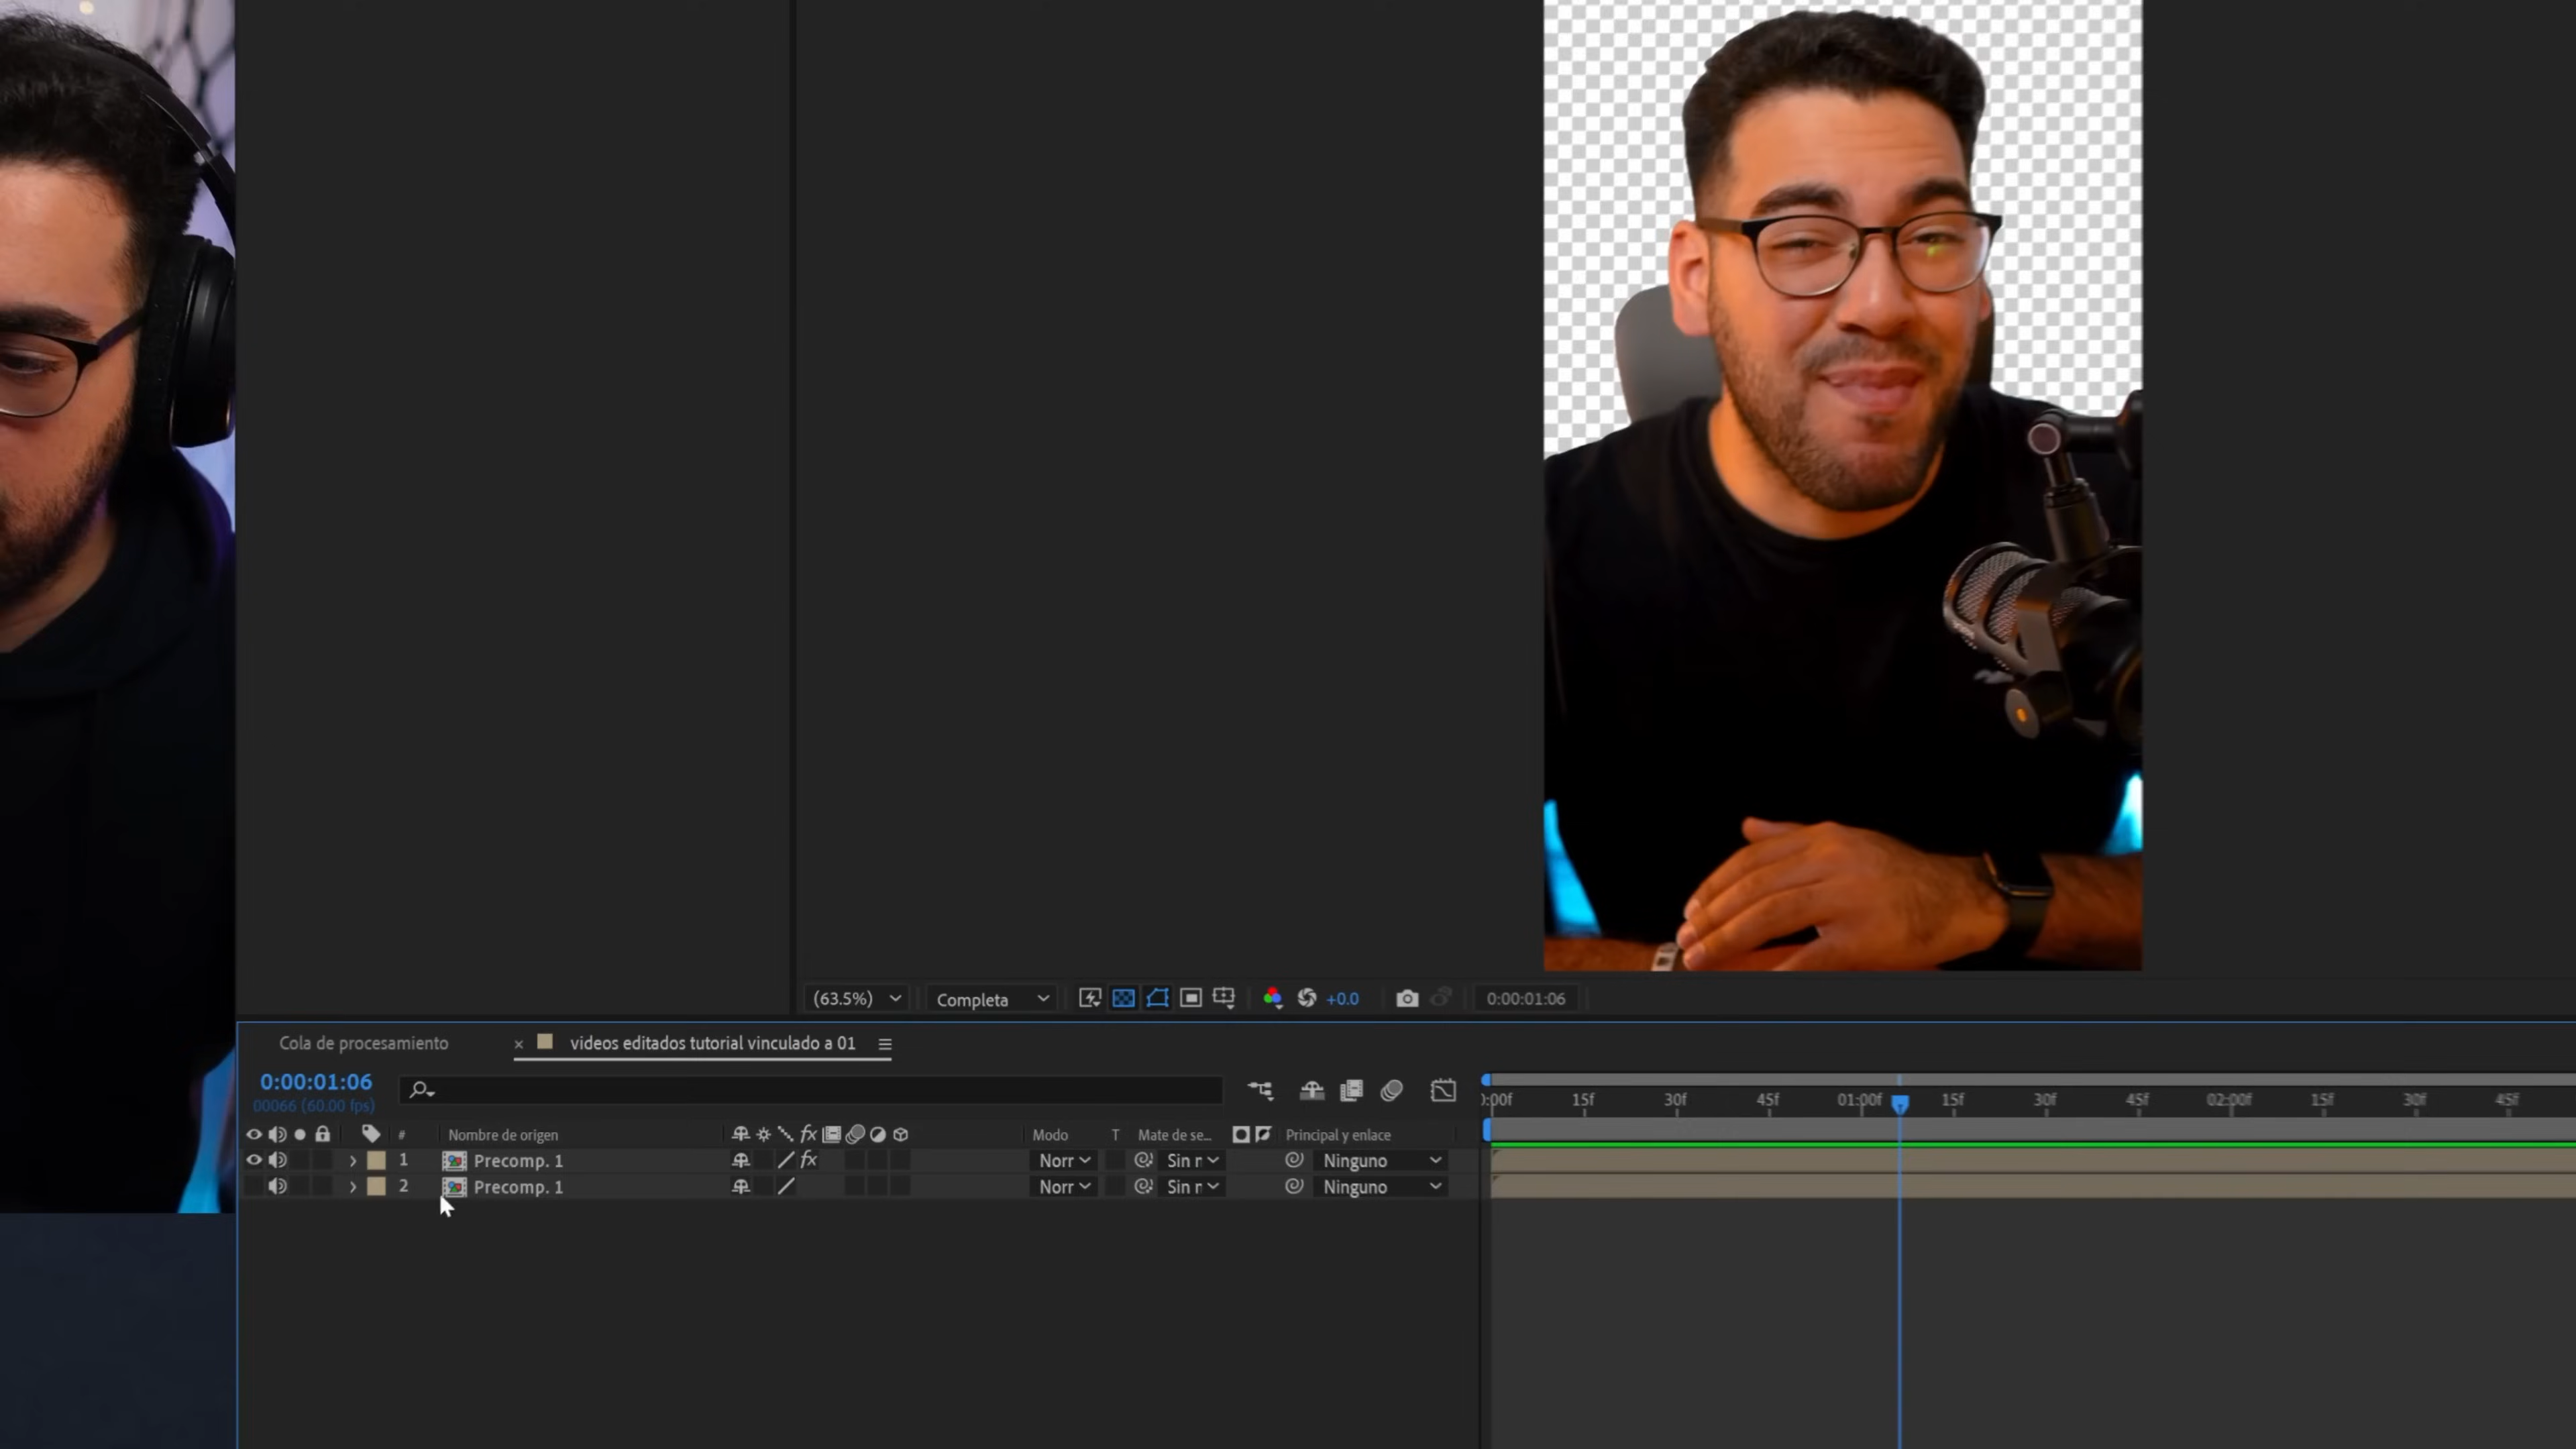 (63.5%) Completa +0.0 0:00:01:06
Cola de procesamiento × videos editados tutorial vinculado a 01
0:00:01:06
00066 (60.00 fps)
):00f 15f 30f 45f 01:00f 15f 30f 45f 02:00f 15f 30f 45f
# Nombre de origen fx Modo T Mate de se... Principal y enlace
1 Precomp. 1 fx Norr Sin r Ninguno
2 Precomp. 1 Norr Sin r Ninguno